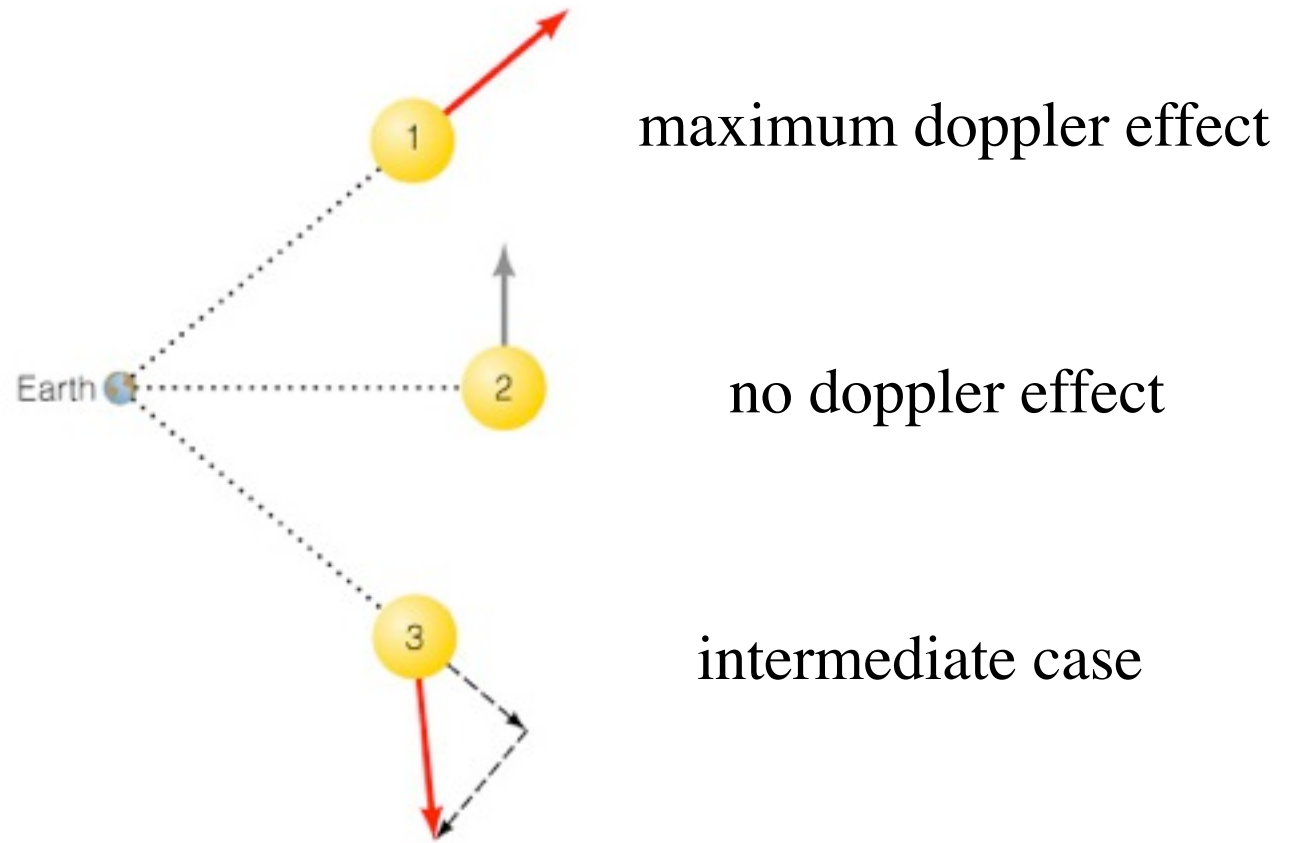 1
maximum doppler effect
Earth
2
no doppler effect
3
intermediate case